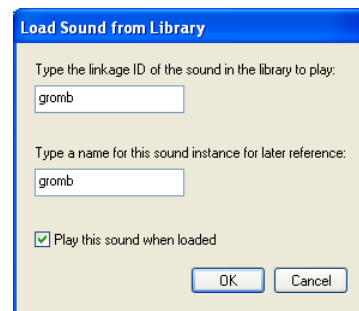 Load Sound from Library
Type the linkage ID of the sound in the library to play:
gromb
Type a name for this sound instance for later reference:
gromb
Play this sound when loaded
OK Cancel